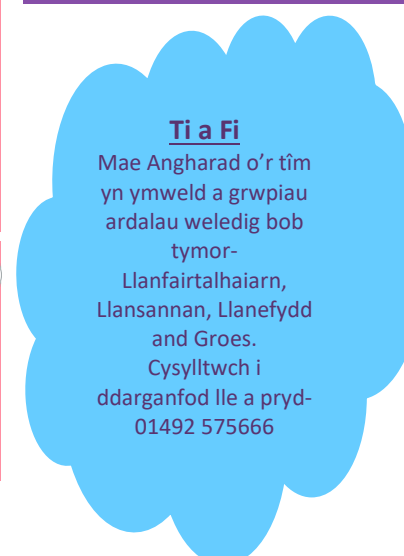 Ti a Fi
Mae Angharad o’r tîm
yn ymweld a grwpiau
ardalau weledig bob
tymor-
Llanfairtalhaiarn,
Llansannan, Llanefydd
and Groes.
Cysylltwch i
ddarganfod lle a pryd-
01492 575666